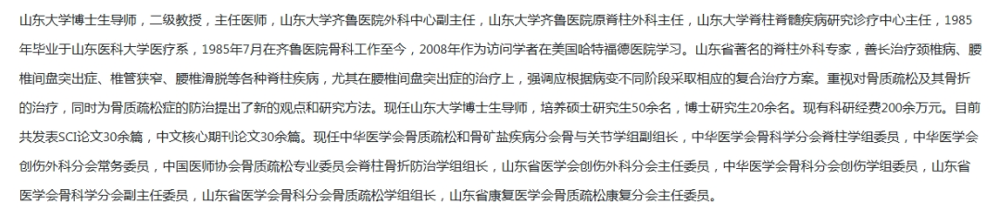 山东大学博士生导师，二级教授，主任医师，山东大学齐鲁医院外科中心副主任，山东大学齐鲁医院原脊柱外科主任，山东大学脊柱脊髓疾病研究诊疗中心主任，1985
年毕业于山东医科大学医疗系，1985年7月在齐鲁医院骨科工作至今，2008年作为访问学者在美国哈特福德医院学习。山东省著名的脊柱外科专家，善长治疗颈椎病、腰
椎间盘突出症、椎管狭窄、腰椎滑脱等各种脊柱疾病，尤其在腰椎间盘突出症的治疗上，强调应根据病变不同阶段采取相应的复合治疗方案。重视对骨质疏松及其骨折
的治疗，同时为骨质疏松症的防治提出了新的观点和研究方法。现任山东大学博士生导师，培养硕士研究生50余名，博士研究生20余名。现有科研经费200余万元。目前
共发表SCI论文30余篇，中文核心期刊论文30余篇。现任中华医学会骨质疏松和骨矿盐疾病分会骨与关节学组副组长，中华医学会骨科学分会脊柱学组委员，中华医学会
创伤外科分会常务委员，中国医师协会骨质疏松专业委员会脊柱骨折防治学组组长，山东省医学会创伤外科分会主任委员，中华医学会骨科分会创伤学组委员，山东省
医学会骨科学分会副主任委员，山东省医学会骨科分会骨质疏松学组组长，山东省康复医学会骨质疏松康复分会主任委员。